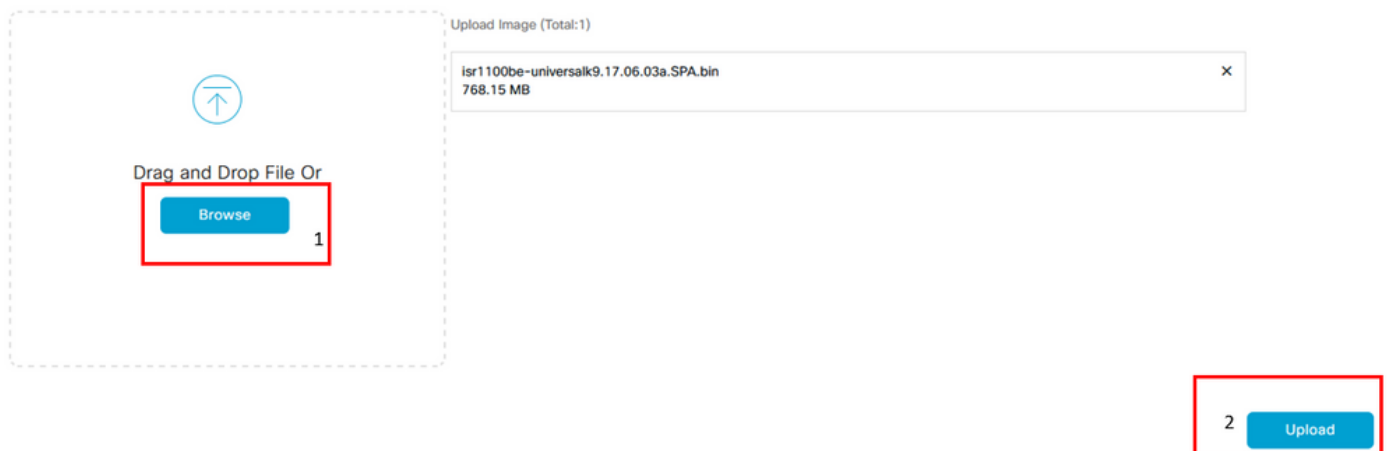 Upload Image (Total:1)
isr1100be-universalk9.17.06.03a.SPA.bin
×
768.15 MB
Drag and Drop File Or
Browse
1
2
Upload